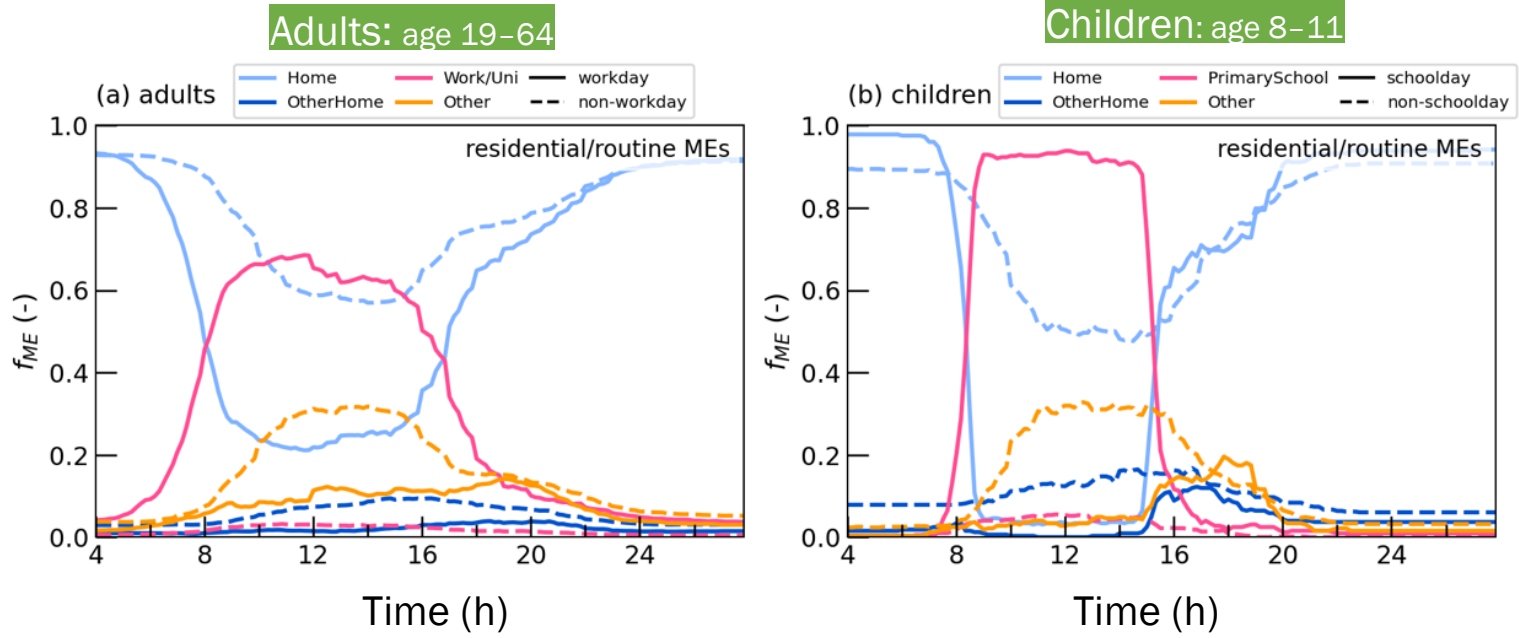 Adults: age 19–64
Children: age 8–11
(a) adults
Home
Work/Uni
workday
OtherHome
Other
non-workday
residential/routine MEs
1.0
0.8
0.6
0.4
0.2
0.0
f_ME (-)
4
8
12
16
20
24
Time (h)
(b) children
Home
PrimarySchool
schoolday
OtherHome
Other
non-schoolday
residential/routine MEs
1.0
0.8
0.6
0.4
0.2
0.0
f_ME (-)
4
8
12
16
20
24
Time (h)